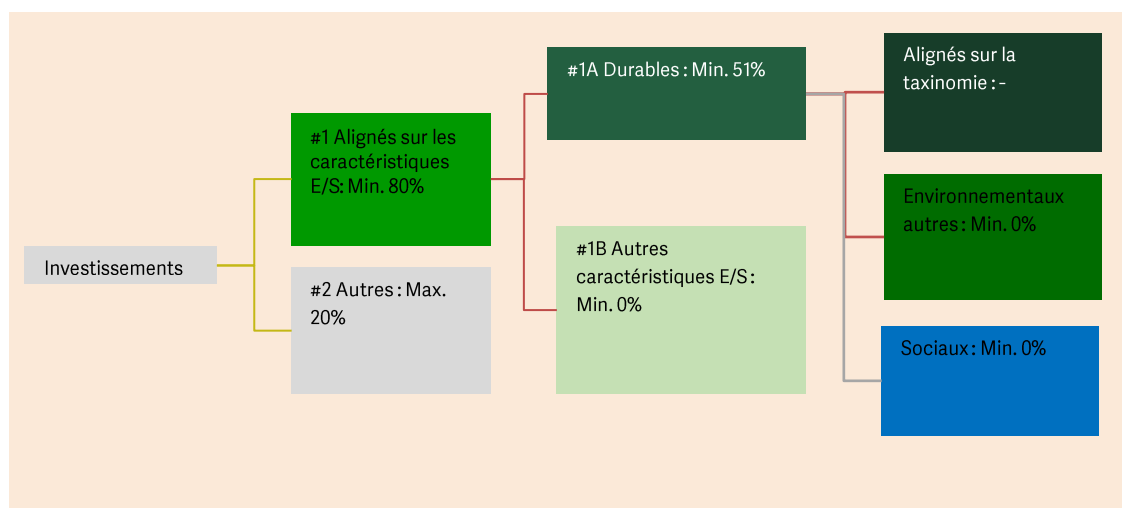 Investissements
#1 Alignés sur les
caractéristiques
E/S: Min. 80%
#2 Autres : Max.
20%
#1A Durables : Min. 51%
#1B Autres
caractéristiques E/S :
Min. 0%
Alignés sur la
taxinomie : -
Environnementaux
autres : Min. 0%
Sociaux : Min. 0%